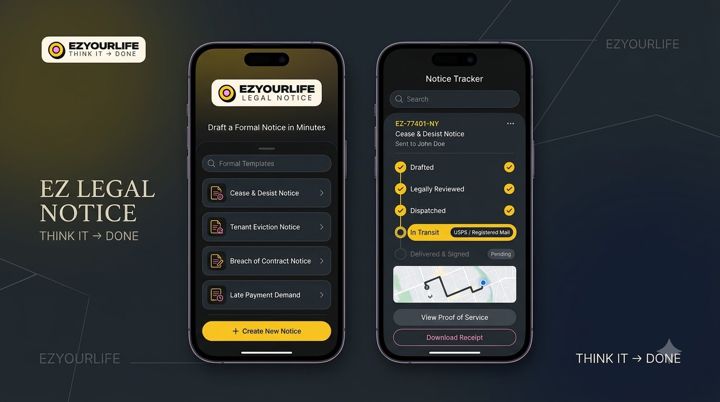 EZYOURLIFE
THINK IT → DONE
EZ LEGAL
NOTICE
THINK IT → DONE
EZYOURLIFE
EZYOURLIFE
LEGAL NOTICE
Draft a Formal Notice in Minutes
Formal Templates
Cease & Desist Notice
Tenant Eviction Notice
Breach of Contract Notice
Late Payment Demand
+ Create New Notice
Notice Tracker
Search
EZ-77401-NY
Cease & Desist Notice
Sent to John Doe
Drafted
Legally Reviewed
Dispatched
In Transit USPS / Registered Mail
Delivered & Signed Pending
View Proof of Service
Download Receipt
EZYOURLIFE
THINK IT → DONE